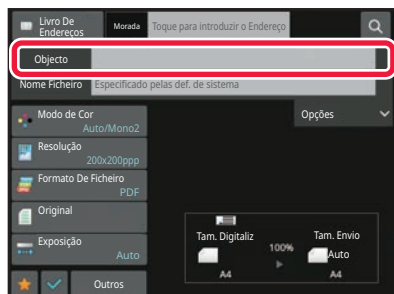 Livro De
Endereços
Morada
Toque para introduzir o Endereço
Objecto
Nome Ficheiro
Especificado pelas def. de sistema
Modo de Cor
Auto/Mono2
Opções
Resolução
200x200ppp
Formato De Ficheiro
PDF
Original
Exposição
Auto
Tam. Digitaliz
100%
Tam. Envio
Auto
A4
A4
Outros